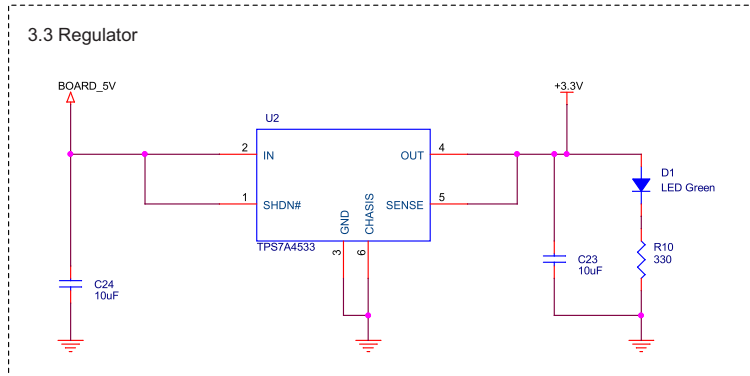 3.3 Regulator
BOARD_5V
+3.3V
U2
2
IN
OUT
4
1
SHDN#
SENSE
5
GND
CHASIS
3
6
TPS7A4533
D1
LED Green
C24
10uF
C23
10uF
R10
330